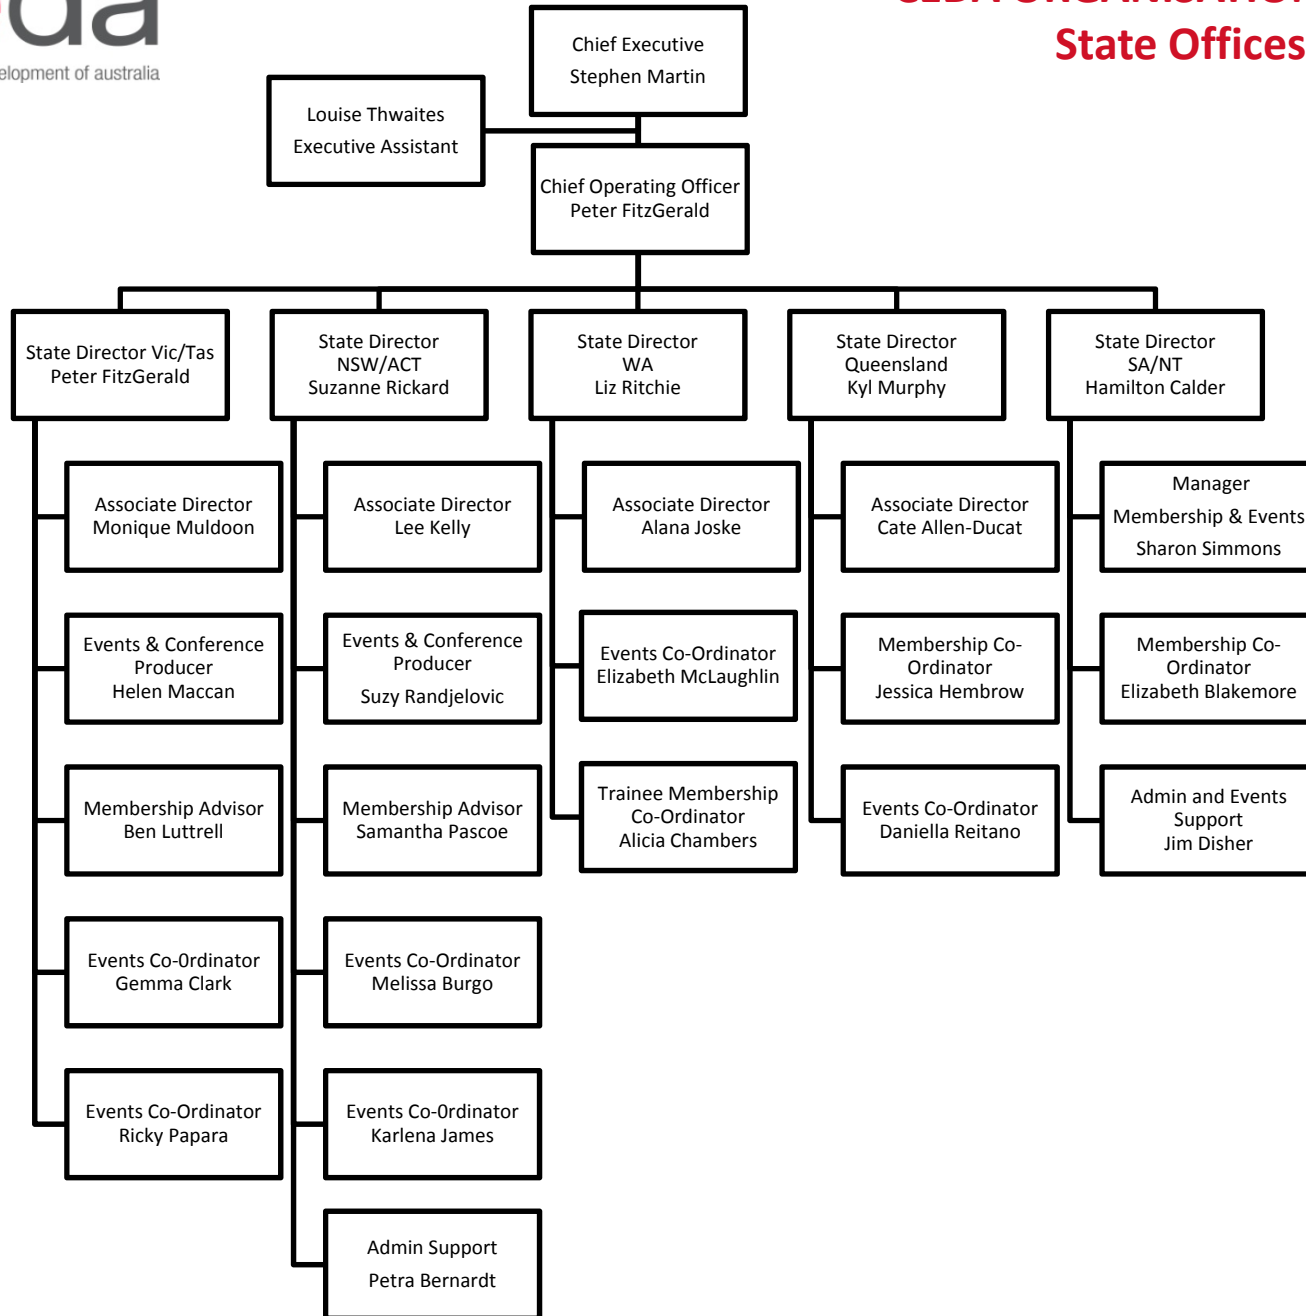 da
elopment of australia
State Offices
Chief Executive
Stephen Martin
Louise Thwaites
Executive Assistant
Chief Operating Officer
Peter FitzGerald
State Director Vic/Tas
Peter FitzGerald
State Director
NSW/ACT
Suzanne Rickard
State Director
WA
Liz Ritchie
State Director
Queensland
Kyl Murphy
State Director
SA/NT
Hamilton Calder
Associate Director
Monique Muldoon
Associate Director
Lee Kelly
Associate Director
Alana Joske
Associate Director
Cate Allen-Ducat
Manager
Membership & Events
Sharon Simmons
Events & Conference
Producer
Helen Maccan
Events & Conference
Producer
Suzy Randjelovic
Events Co-Ordinator
Elizabeth McLaughlin
Membership Co-
Ordinator
Jessica Hembrow
Membership Co-
Ordinator
Elizabeth Blakemore
Membership Advisor
Ben Luttrell
Membership Advisor
Samantha Pascoe
Trainee Membership
Co-Ordinator
Alicia Chambers
Events Co-Ordinator
Daniella Reitano
Admin and Events
Support
Jim Disher
Events Co-0rdinator
Gemma Clark
Events Co-Ordinator
Melissa Burgo
Events Co-Ordinator
Ricky Papara
Events Co-0rdinator
Karlena James
Admin Support
Petra Bernardt